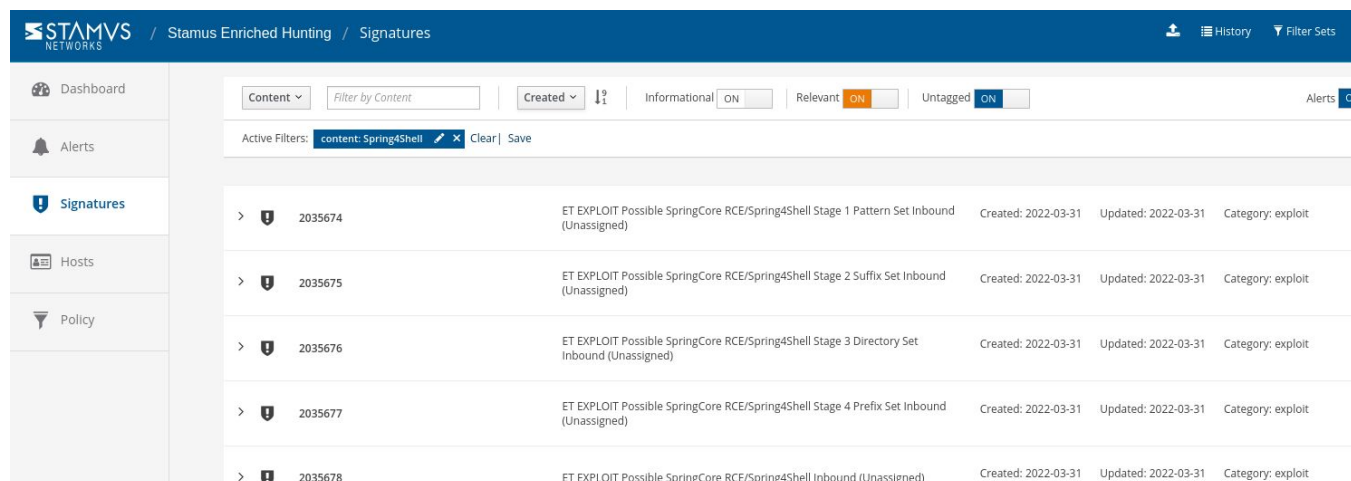 STAMVS NETWORKS / Stamus Enriched Hunting / Signatures History Filter Sets
Dashboard
Alerts
Signatures
Hosts
Policy
Content Filter by Content Created Informational ON Relevant ON Untagged ON Alerts
Active Filters: content: Spring4Shell Clear| Save
2035674 ET EXPLOIT Possible SpringCore RCE/Spring4Shell Stage 1 Pattern Set Inbound Created: 2022-03-31 Updated: 2022-03-31 Category: exploit
(Unassigned)
2035675 ET EXPLOIT Possible SpringCore RCE/Spring4Shell Stage 2 Suffix Set Inbound Created: 2022-03-31 Updated: 2022-03-31 Category: exploit
(Unassigned)
2035676 ET EXPLOIT Possible SpringCore RCE/Spring4Shell Stage 3 Directory Set Created: 2022-03-31 Updated: 2022-03-31 Category: exploit
Inbound (Unassigned)
2035677 ET EXPLOIT Possible SpringCore RCE/Spring4Shell Stage 4 Prefix Set Inbound Created: 2022-03-31 Updated: 2022-03-31 Category: exploit
(Unassigned)
2035678 ET EXPLOIT Possible SpringCore RCE/Spring4Shell Inbound (Unassigned) Created: 2022-03-31 Updated: 2022-03-31 Category: exploit